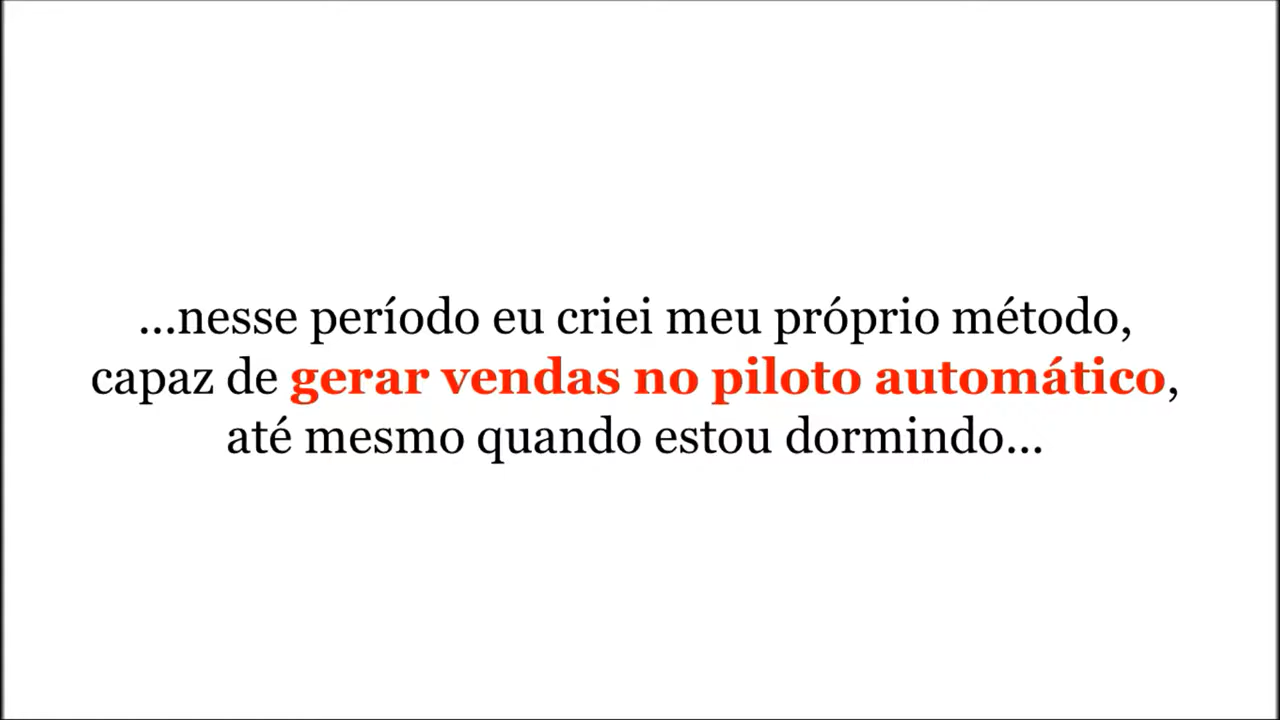 ...nesse período eu criei meu próprio método,
capaz de gerar vendas no piloto automático,
até mesmo quando estou dormindo...